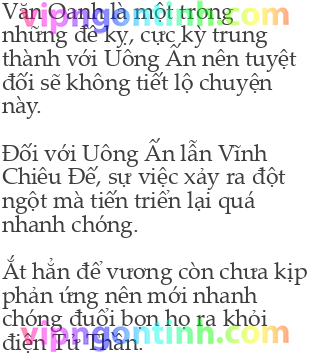 Văn oanh là một trong
những đề kỵ, cực kỳ trung
thành với Uông Ấn nên tuyệt
đối sẽ không tiết lộ chuyện
này.
Đối với Uông Ấn lẫn Vĩnh
Chiêu Đế, sự việc xảy ra đột
ngột mà tiến triển lại quá
nhanh chóng.
Ắt hẳn để vương còn chưa kịp
phản ứng nên mới nhanh
chóng đuổi bọn họ ra khỏi
điện Tử Thần.
vipngontinh.com
vipngontinh.com